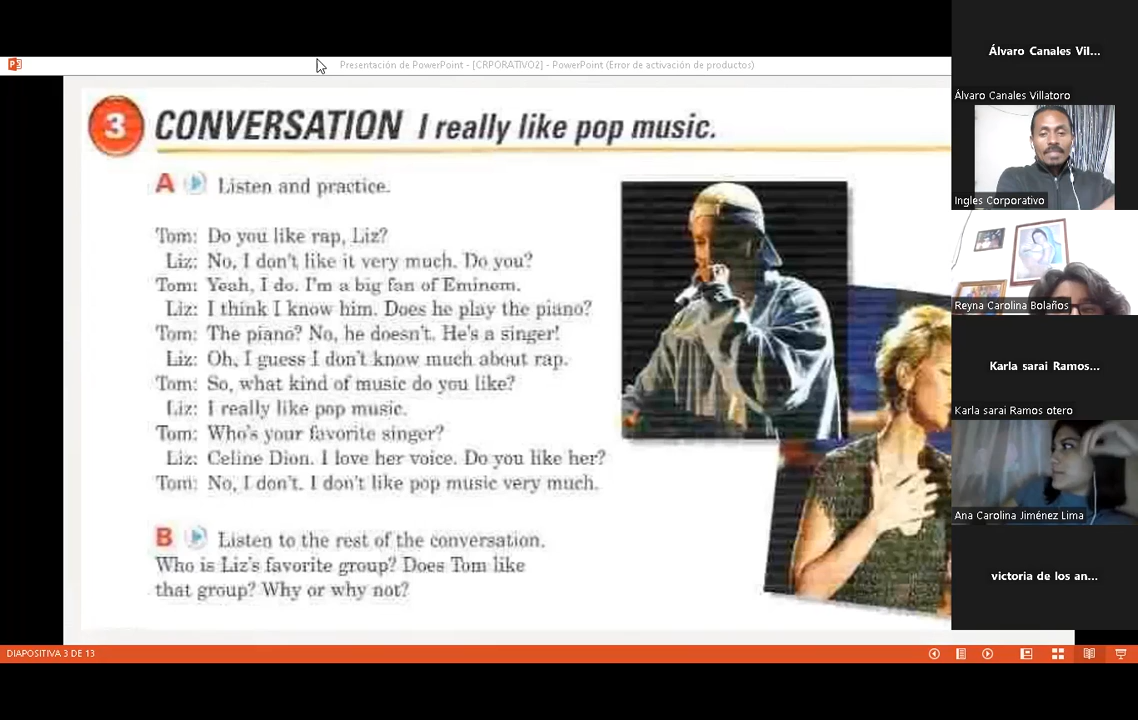 Presentación de PowerPoint - [CRPORATIVO2] - PowerPoint (Error de activación de productos)
3 CONVERSATION I really like pop music.
A Listen and practice.
Tom: Do you like rap, Liz?
Liz: No, I don't like it very much. Do you?
Tom: Yeah, I do. I'm a big fan of Eminem.
Liz: I think I know him. Does he play the piano?
Tom: The piano? No, he doesn't. He's a singer!
Liz: Oh, I guess I don't know much about rap.
Tom: So, what kind of music do you like?
Liz: I really like pop music.
Tom: Who's your favorite singer?
Liz: Celine Dion. I love her voice. Do you like her?
Tom: No, I don't. I don't like pop music very much.
B Listen to the rest of the conversation.
Who is Liz's favorite group? Does Tom like
that group? Why or why not?
DIAPOSITIVA 3 DE 13
Álvaro Canales Vil...
Álvaro Canales Villatoro
Ingles Corporativo
Reyna Carolina Bolaños
Karla sarai Ramos...
Karla sarai Ramos otero
Ana Carolina Jiménez Lima
victoria de los an...